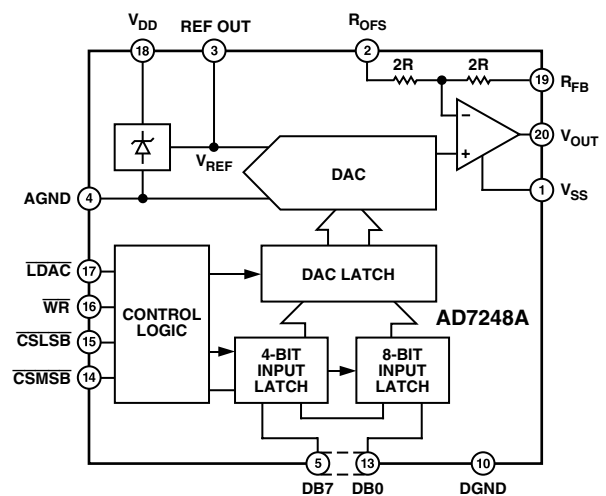 VDD REF OUT ROFS
18 3 2
2R 2R
19 RFB
–
+
20 VOUT
VREF
DAC
AGND 4
1 VSS
LDAC 17
DAC LATCH
WR 16
CONTROL
LOGIC
AD7248A
CSLSB 15
4-BIT
INPUT
LATCH
8-BIT
INPUT
LATCH
CSMSB 14
5 13 10
DB7 DB0 DGND